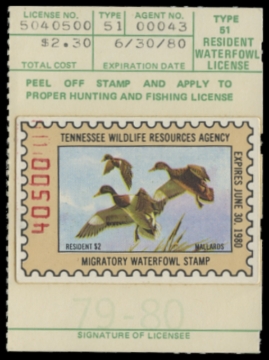 LICENSE NO. TYPE AGENT NO.
5040500 51 00043
$2.30 6/30/80
TOTAL COST EXPIRATION DATE
TYPE
51
RESIDENT
WATERFOWL
LICENSE
PEEL OFF STAMP AND APPLY TO
PROPER HUNTING AND FISHING LICENSE
40500
TENNESSEE WILDLIFE RESOURCES AGENCY
EXPIRES JUNE 30 1980
RESIDENT $2 MALLARDS
MIGRATORY WATERFOWL STAMP
79-80
SIGNATURE OF LICENSEE